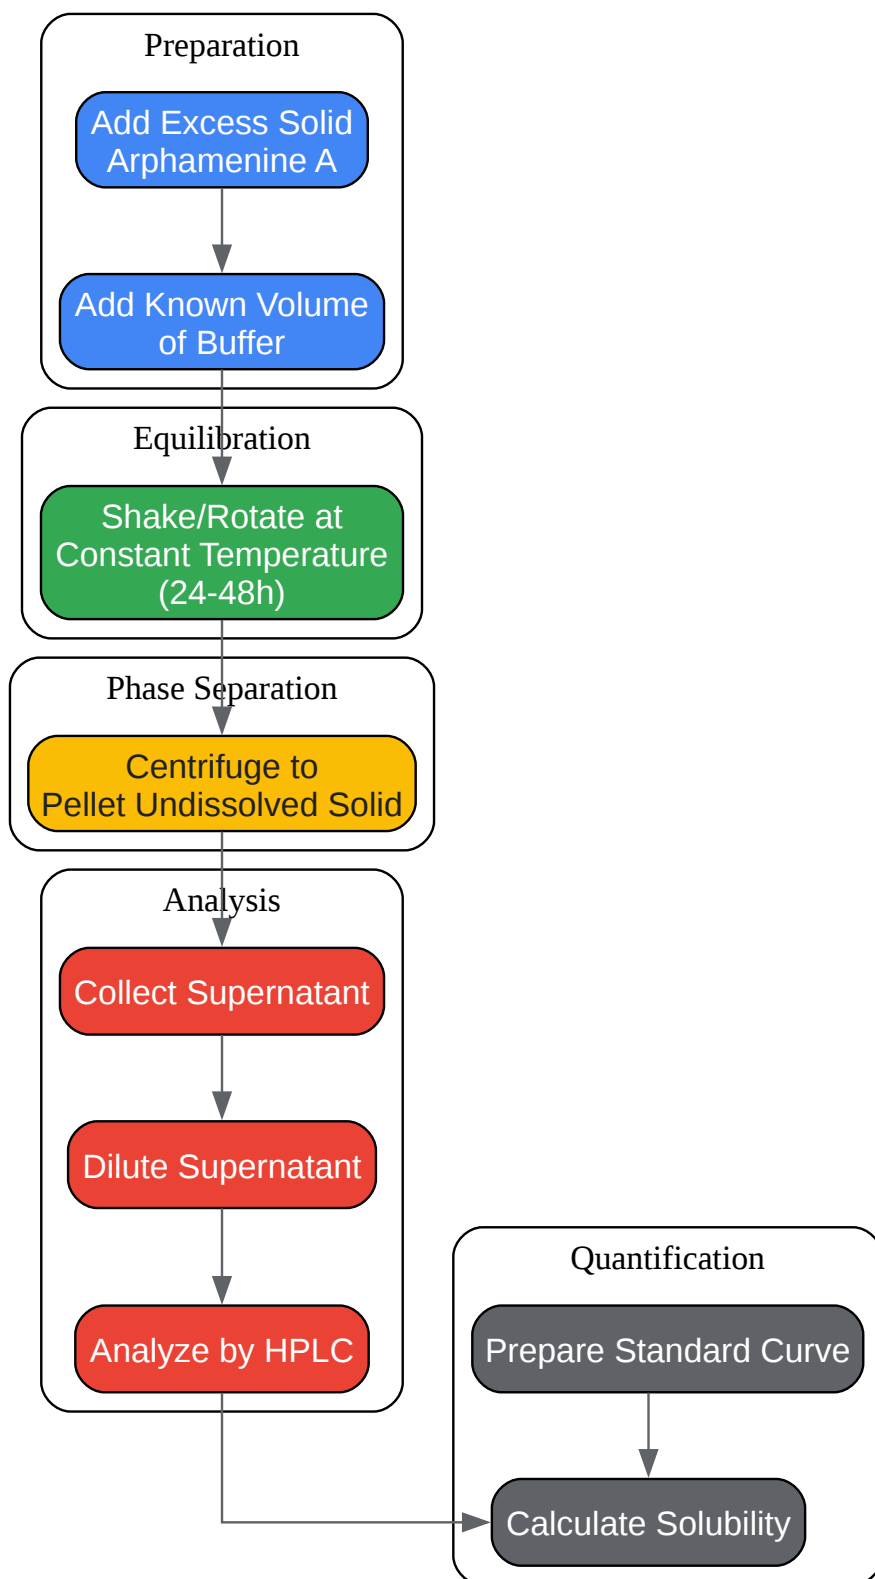 Preparation
Add Excess Solid
Arphamenine A
Add Known Volume
of Buffer
Equilibration
Shake/Rotate at
Constant Temperature
(24-48h)
Phase Separation
Centrifuge to
Pellet Undissolved Solid
Analysis
Collect Supernatant
Dilute Supernatant
Analyze by HPLC
Quantification
Prepare Standard Curve
Calculate Solubility